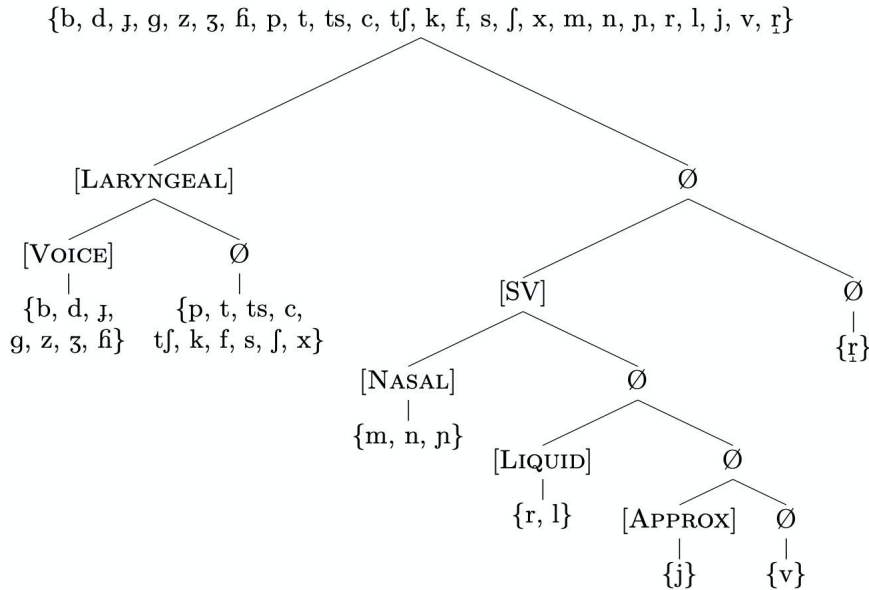 {b, d, ɟ, g, z, ʒ, ɦ, p, t, ts, c, tʃ, k, f, s, ʃ, x, m, n, ɲ, r, l, j, v, r̝}
[Laryngeal] Ø
[Voice] Ø [SV] Ø
{b, d, ɟ, {p, t, ts, c, {r̝}
g, z, ʒ, ɦ} tʃ, k, f, s, ʃ, x}
[Nasal] Ø
{m, n, ɲ} [Liquid] Ø
{r, l} [Approx] Ø
{j} {v}